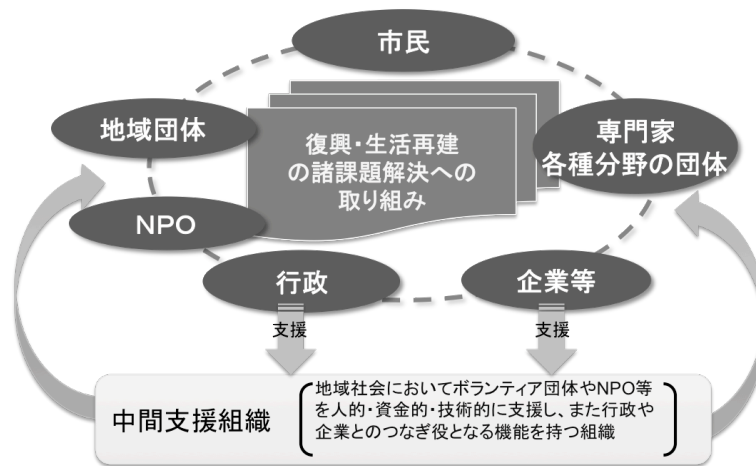 市民
地域団体
専門家
各種分野の団体
復興・生活再建
の諸課題解決への
取り組み
NPO
行政
企業等
支援
支援
中間支援組織
地域社会においてボランティア団体やNPO等
を人的・資金的・技術的に支援し、また行政や
企業とのつなぎ役となる機能を持つ組織